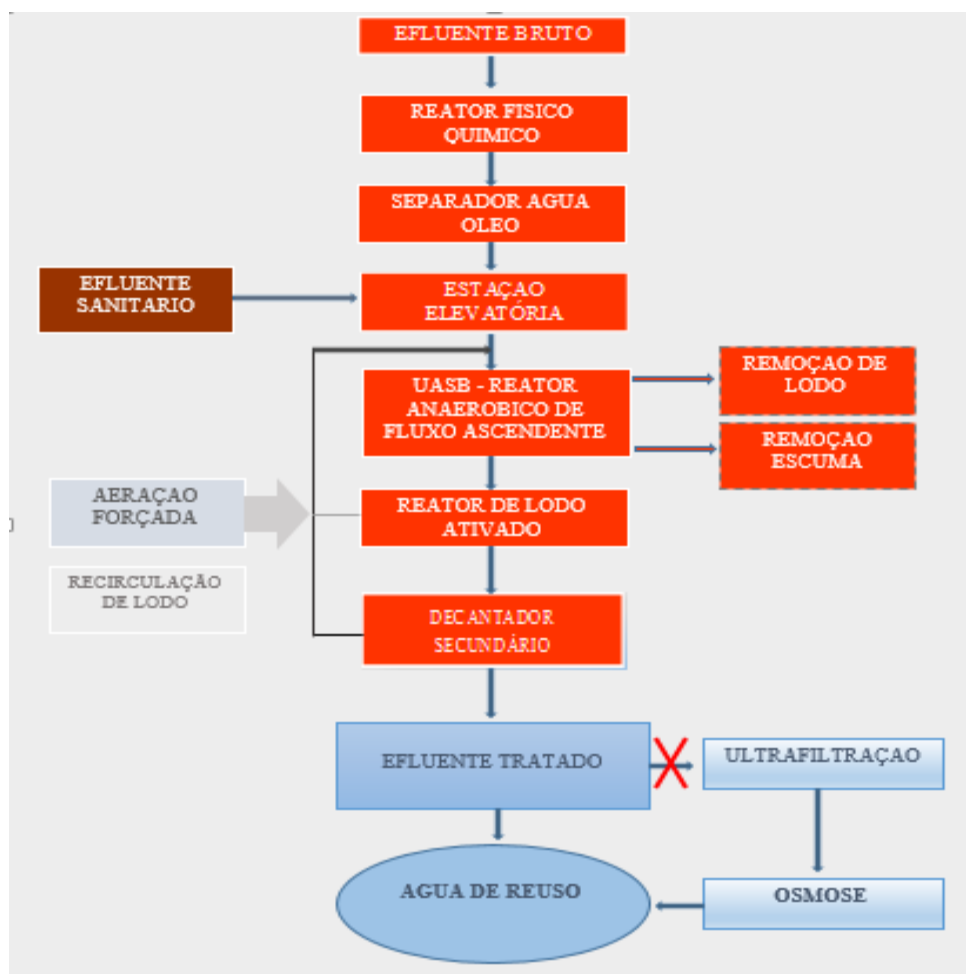 EFLUENTE BRUTO
REATOR FISICO
QUIMICO
SEPARADOR AGUA
OLEO
EFLUENTE
SANITARIO
ESTAÇAO
ELEVATÓRIA
UASB - REATOR
ANAEROBICO DE
FLUXO ASCENDENTE
REMOÇAO DE
LODO
REMOÇAO
ESCUMA
AERAÇAO
FORÇADA
REATOR DE LODO
ATIVADO
RECIRCULAÇÃO
DE LODO
DECANTADOR
SECUNDÁRIO
EFLUENTE TRATADO
ULTRAFILTRAÇAO
AGUA DE REUSO
OSMOSE